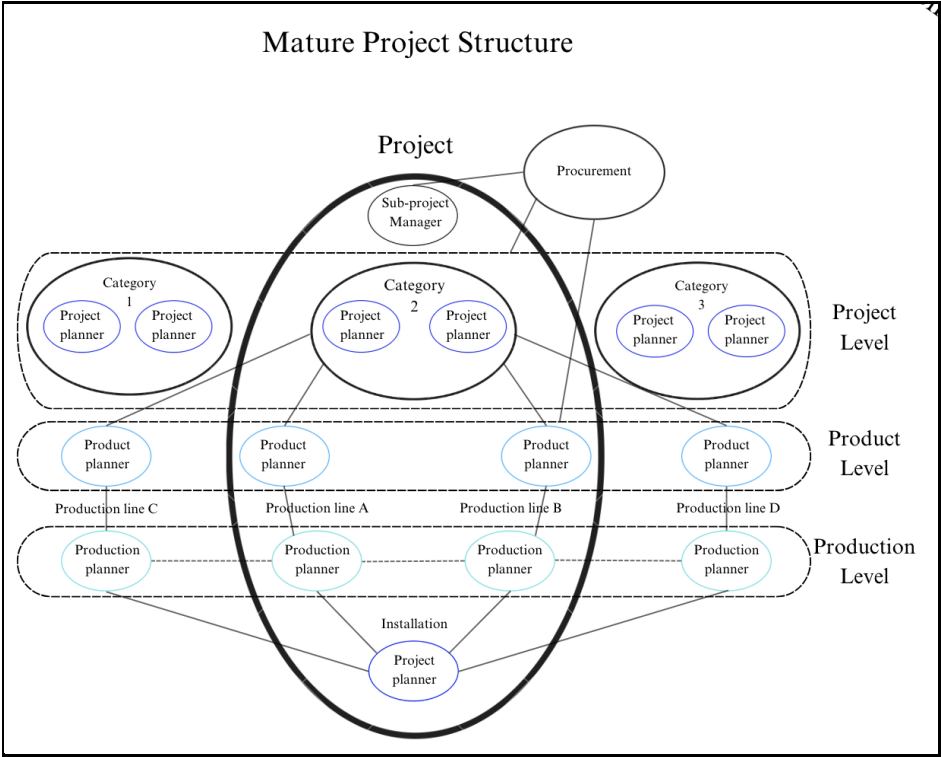 Mature Project Structure
Project
Procurement
Sub-project
Manager
Category
1
Project
planner
Project
planner
Category
2
Project
planner
Project
planner
Category
3
Project
planner
Project
planner
Project
Level
Product
planner
Product
planner
Product
planner
Product
planner
Product
Level
Production line C
Production line A
Production line B
Production line D
Production
planner
Production
planner
Production
planner
Production
planner
Production
Level
Installation
Project
planner